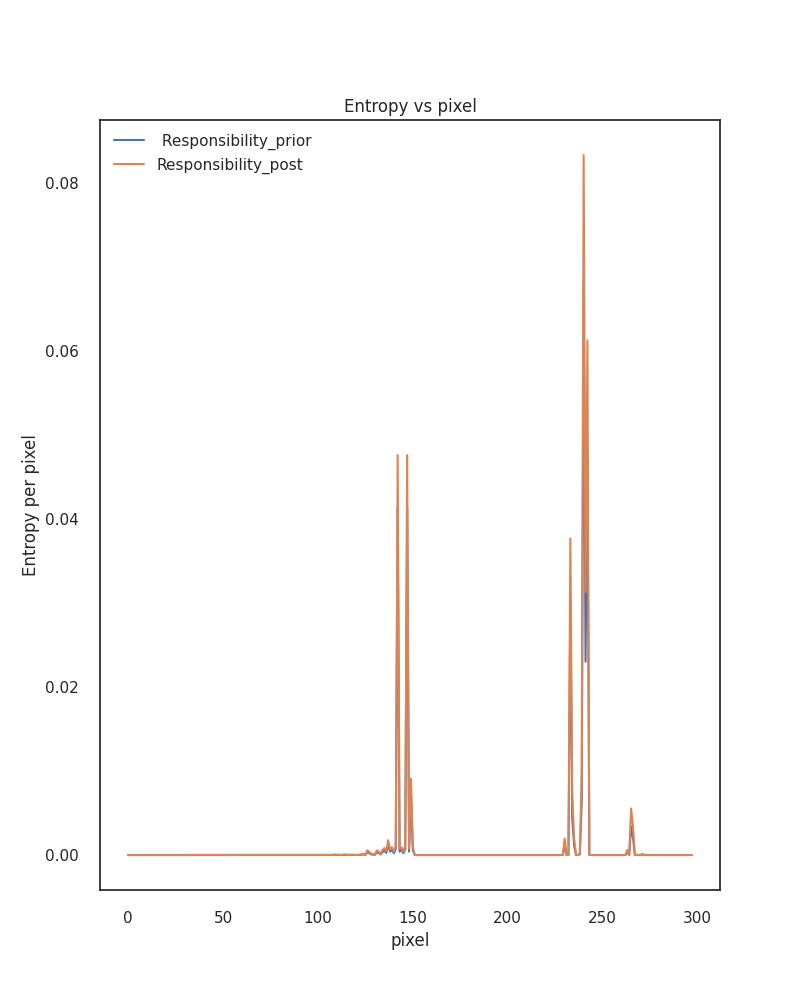 Entropy vs pixel
Responsibility_prior
Responsibility_post
0.08
0.06
0.04
0.02
0.00
Entropy per pixel
0 50 100 150 200 250 300
pixel